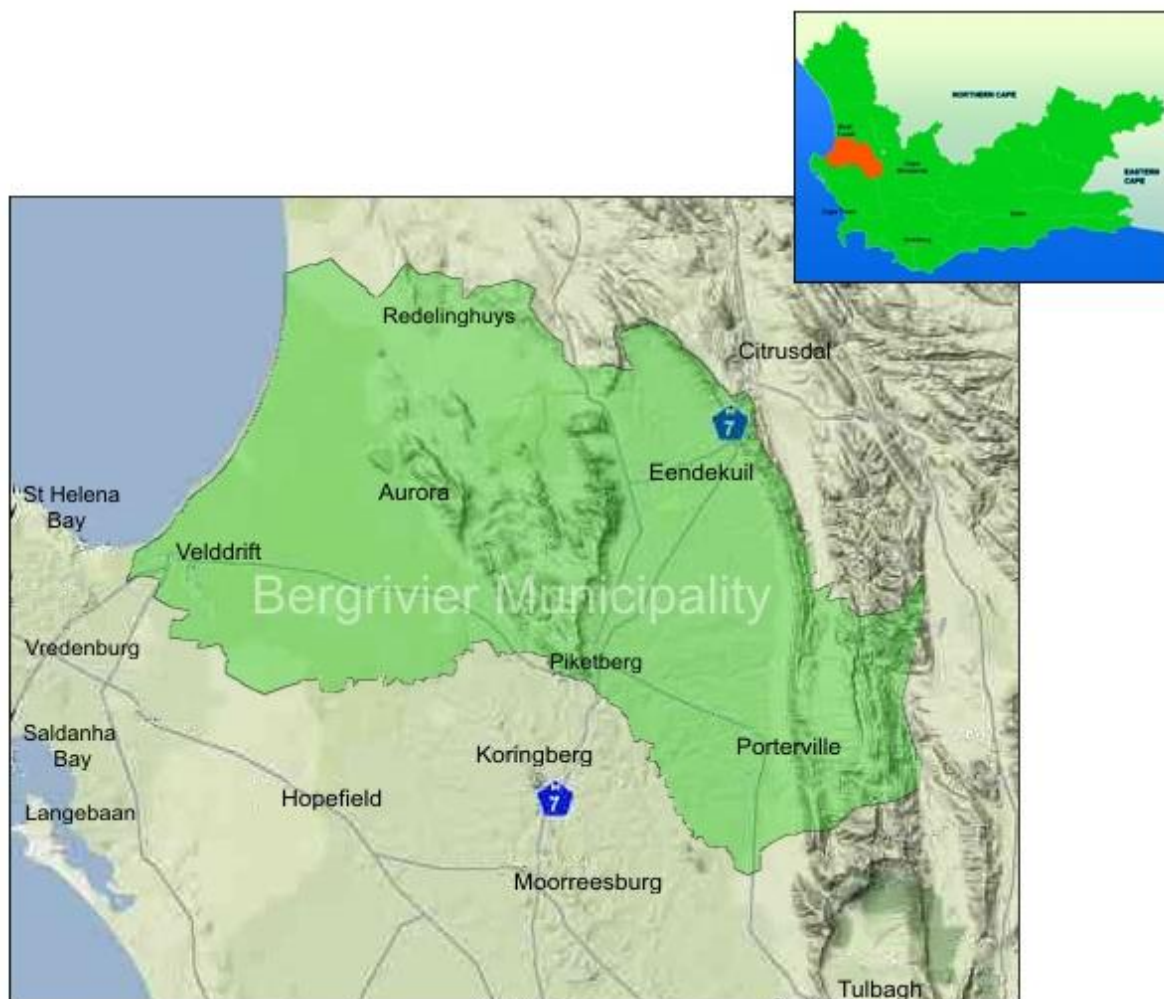 NORTHERN CAPE
EASTERN
CAPE
Redelinghuys
Citrusdal
N
7
Eendekuil
Aurora
St Helena
Bay
Velddrift
Bergrivier Municipality
Vredenburg
Piketberg
Saldanha
Bay
Koringberg
Porterville
N
7
Hopefield
Langebaan
Moorreesburg
Tulbagh